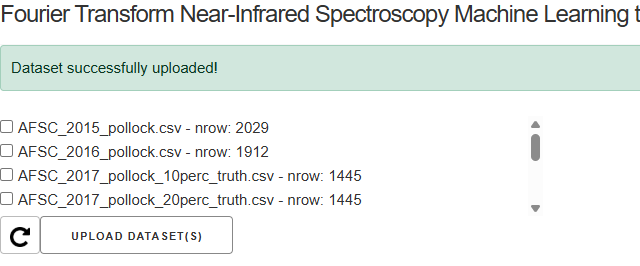 Fourier Transform Near-Infrared Spectroscopy Machine Learning t
Dataset successfully uploaded!
AFSC_2015_pollock.csv - nrow: 2029
AFSC_2016_pollock.csv - nrow: 1912
AFSC_2017_pollock_10perc_truth.csv - nrow: 1445
AFSC_2017_pollock_20perc_truth.csv - nrow: 1445
UPLOAD DATASET(S)